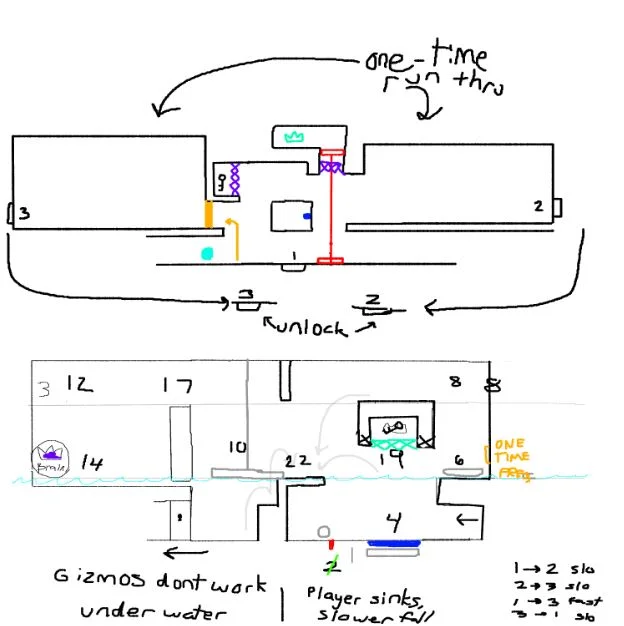 one-time
run thru
3
2
1
3
2
unlock
3
12
17
8
10
14
Brain
22
19
6
ONE
TIME
4
2
1
Gizmos dont work
under water
Player sinks,
slower fall
1→2 slo
2→3 slo
1→3 fast
3→1 slo